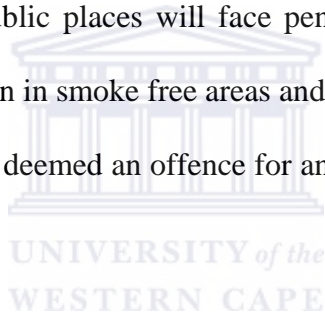 ublic places will face pen
n in smoke free areas and
deemed an offence for an
UNIVERSITY of the
WESTERN CAPE